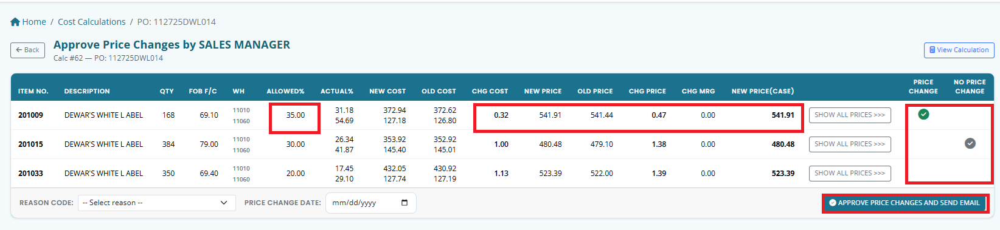 Home / Cost Calculations / PO: 112725DWL014
Back
Approve Price Changes by SALES MANAGER
Calc #62 — PO: 112725DWL014
View Calculation
ITEM NO. DESCRIPTION QTY FOB F/C WH ALLOWED% ACTUAL% NEW COST OLD COST CHG COST NEW PRICE OLD PRICE CHG PRICE CHG MRG NEW PRICE(CASE) PRICE CHANGE NO PRICE CHANGE
201009 DEWAR'S WHITE L ABEL 168 69.10 11010 35.00 31.18 372.94 372.62 0.32 541.91 541.44 0.47 0.00 541.91 SHOW ALL PRICES >>>
11060 54.69 127.18 126.80
201015 DEWAR'S WHITE L ABEL 384 79.00 11010 30.00 26.34 353.92 352.92 1.00 480.48 479.10 1.38 0.00 480.48 SHOW ALL PRICES >>>
11060 41.87 145.40 145.01
201033 DEWAR'S WHITE L ABEL 350 69.40 11010 20.00 17.45 432.05 430.92 1.13 523.39 522.00 1.39 0.00 523.39 SHOW ALL PRICES >>>
11060 29.10 127.74 127.19
REASON CODE: -- Select reason -- PRICE CHANGE DATE: mm/dd/yyyy APPROVE PRICE CHANGES AND SEND EMAIL